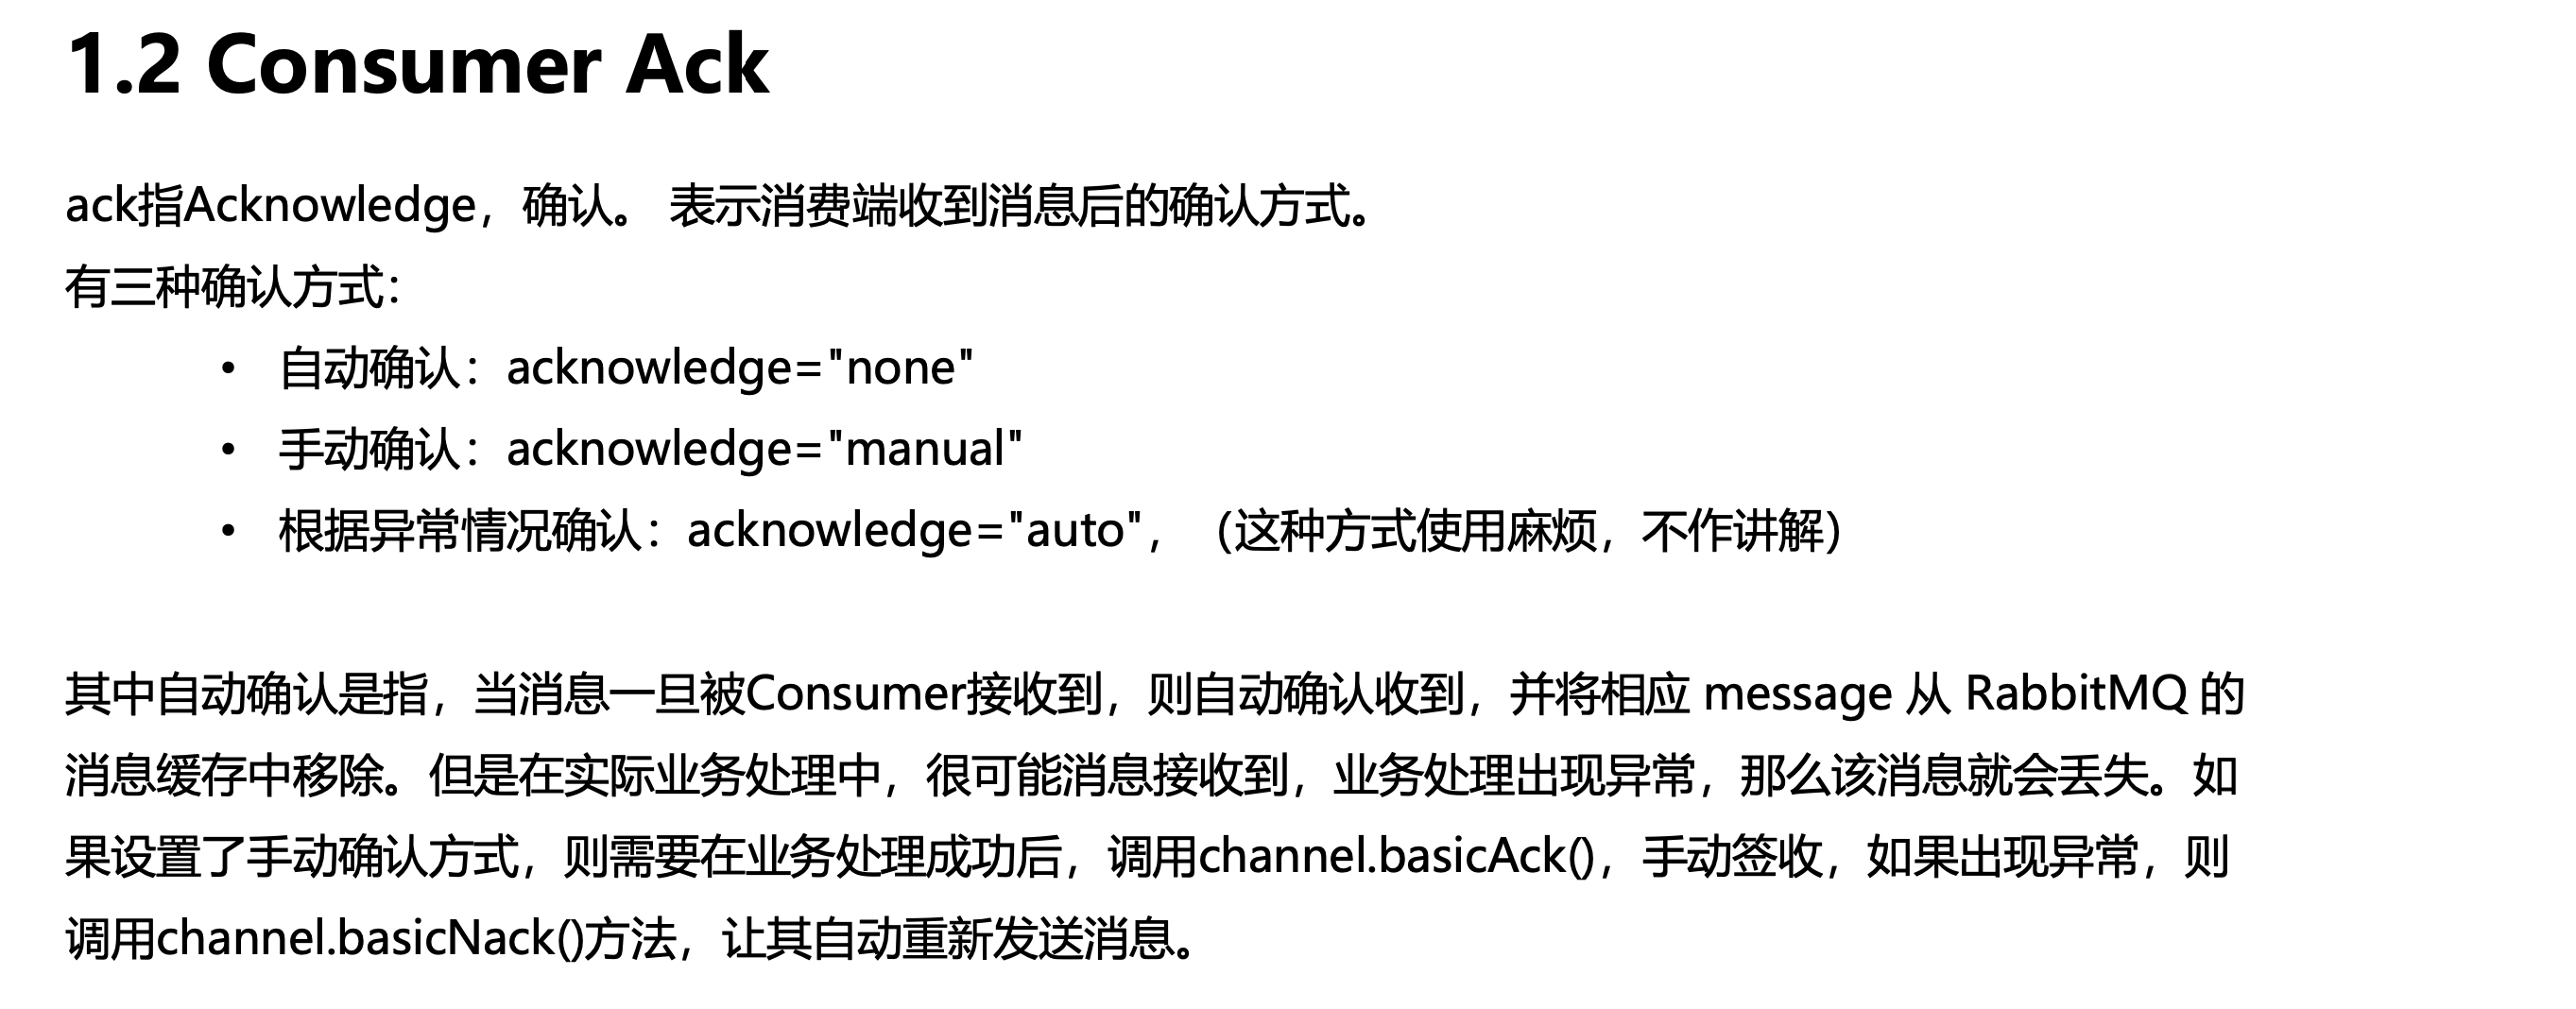 1.2 Consumer Ack
ack指Acknowledge，确认。 表示消费端收到消息后的确认方式。
有三种确认方式：
• 自动确认：acknowledge="none"
• 手动确认：acknowledge="manual"
• 根据异常情况确认：acknowledge="auto"，（这种方式使用麻烦，不作讲解）
其中自动确认是指，当消息一旦被Consumer接收到，则自动确认收到，并将相应 message 从 RabbitMQ 的
消息缓存中移除。但是在实际业务处理中，很可能消息接收到，业务处理出现异常，那么该消息就会丢失。如
果设置了手动确认方式，则需要在业务处理成功后，调用channel.basicAck()，手动签收，如果出现异常，则
调用channel.basicNack()方法，让其自动重新发送消息。